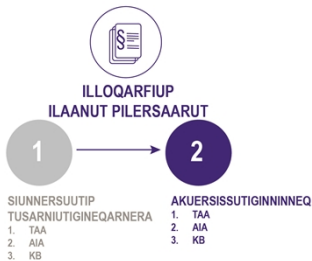 §
ILLOQARFIUP
ILAANUT PILERSAARUT
1
2
SIUNNERSUUTIP
TUSARNIUTIGINEQARNERA
1. TAA
2. AIA
3. KB
AKUERSISSUTIGINNINNEQ
1. TAA
2. AIA
3. KB